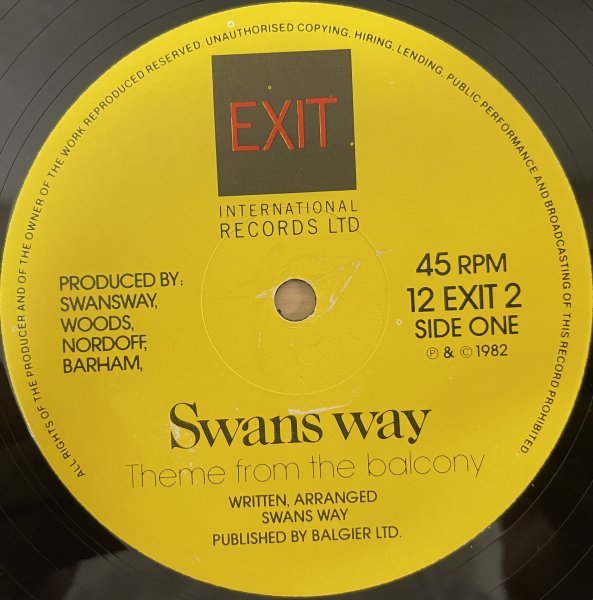 ALL RIGHTS OF THE PRODUCER AND OF THE OWNER OF THE WORK REPRODUCED RESERVED. UNAUTHORISED COPYING, HIRING, LENDING, PUBLIC PERFORMANCE AND BROADCASTING OF THIS RECORD PROHIBITED.
EXIT
INTERNATIONAL
RECORDS LTD
PRODUCED BY:
SWANSWAY,
WOODS,
NORDOFF,
BARHAM,
45 RPM
12 EXIT 2
SIDE ONE
Ⓟ & © 1982
Swans way
Theme from the balcony
WRITTEN, ARRANGED
SWANS WAY
PUBLISHED BY BALGIER LTD.